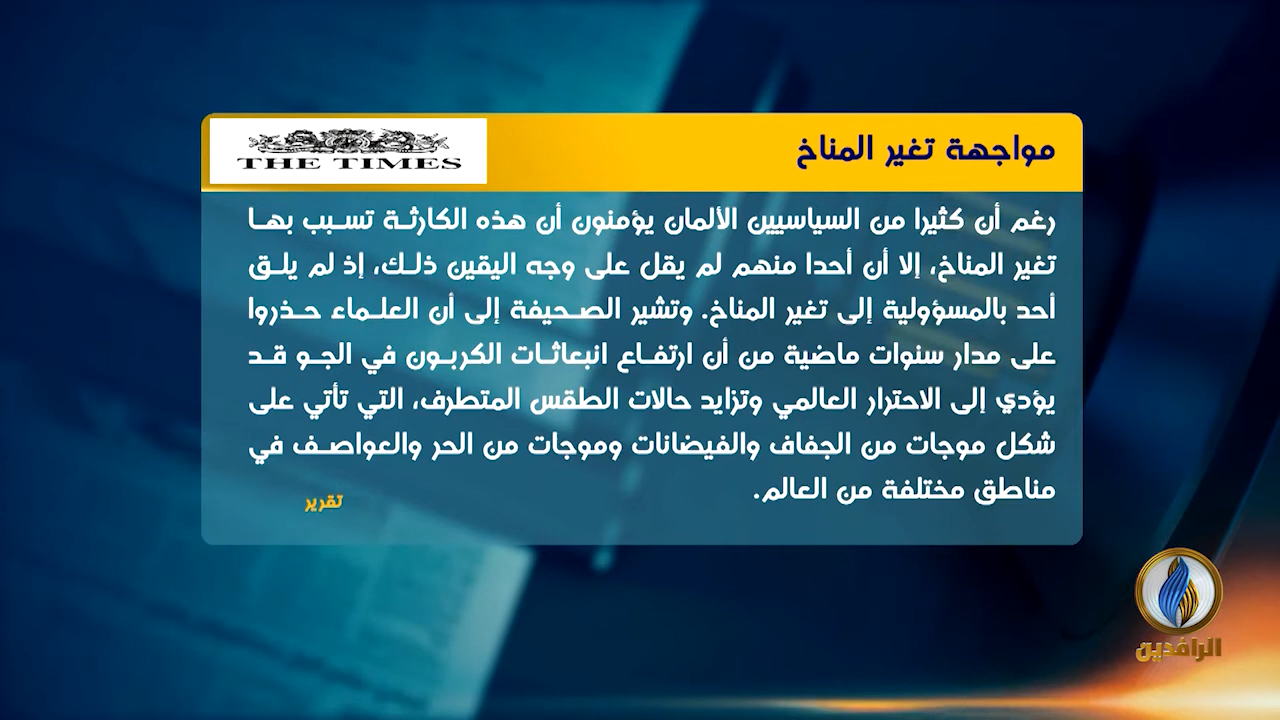 THE TIMES
مواجهة تغير المناخ
رغم أن كثيرا من السياسيين الألمان يؤمنون أن هذه الكارثة تسبب بها
تغير المناخ، إلا أن أحدا منهم لم يقل على وجه اليقين ذلك، إذ لم يلق
أحد بالمسؤولية إلى تغير المناخ. وتشير الصحيفة إلى أن العلماء حذروا
على مدار سنوات ماضية من أن ارتفاع انبعاثات الكربون في الجو قد
يؤدي إلى الاحترار العالمي وتزايد حالات الطقس المتطرف، التي تأتي على
شكل موجات من الجفاف والفيضانات وموجات من الحر والعواصف في
مناطق مختلفة من العالم.
تقرير
الرافدين